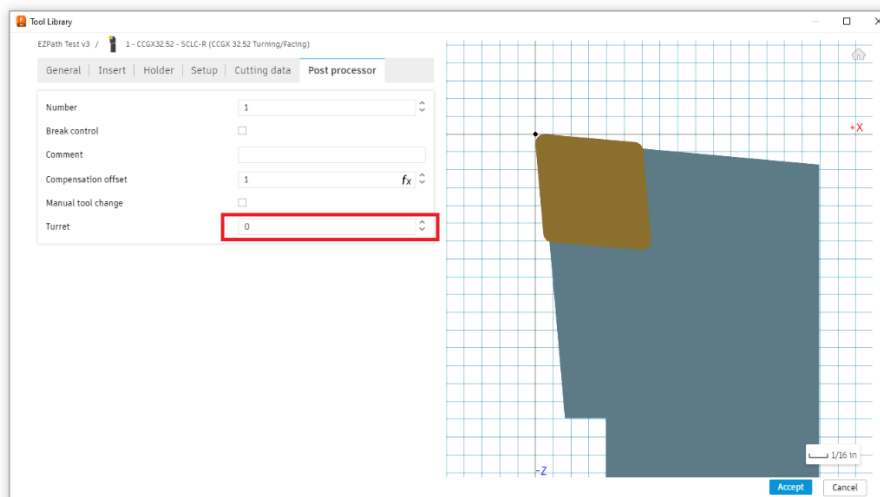 Tool Library
EZPath Test v3 / 1 - CCGX32.52 - SCLC-R (CCGX 32.52 Turning/Facing)
General Insert Holder Setup Cutting data Post processor
Number 1
Break control
Comment
Compensation offset 1 fx
Manual tool change
Turret 0
+X
-Z
1/16 in
Accept Cancel